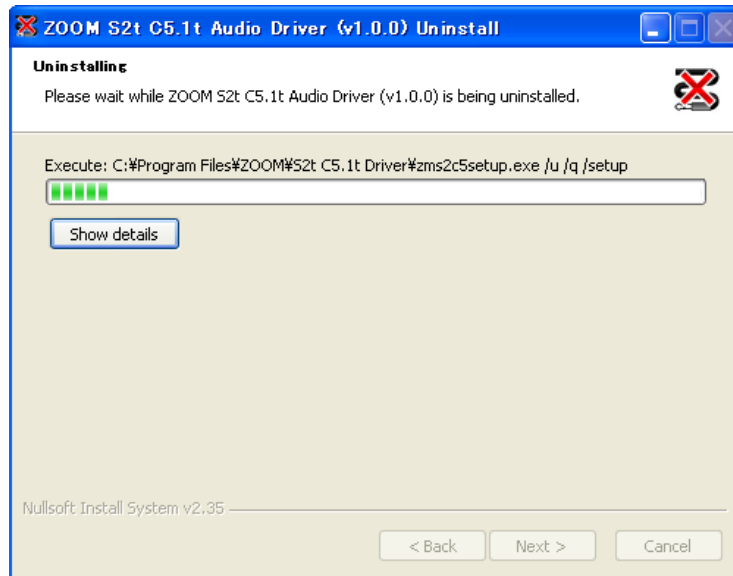 ZOOM S2t C5.1t Audio Driver (v1.0.0) Uninstall
Uninstalling
Please wait while ZOOM S2t C5.1t Audio Driver (v1.0.0) is being uninstalled.
Execute: C:¥Program Files¥ZOOM¥S2t C5.1t Driver¥zms2c5setup.exe /u /q /setup
Show details
Nullsoft Install System v2.35
< Back
Next >
Cancel